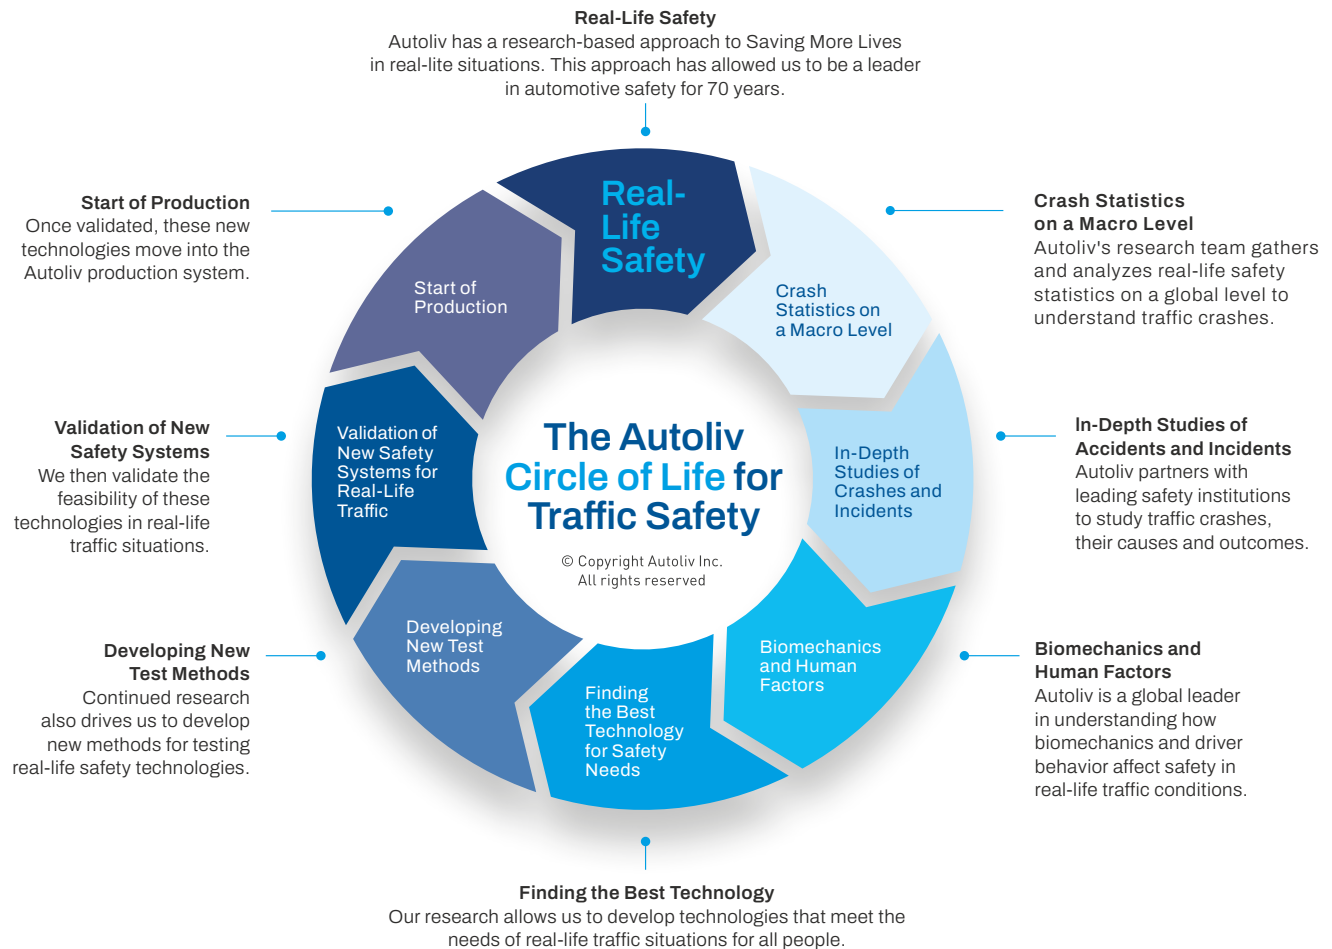 Real-Life Safety
Autoliv has a research-based approach to Saving More Lives
in real-lite situations. This approach has allowed us to be a leader
in automotive safety for 70 years.
Real-
Life
Safety
Crash Statistics
on a Macro Level
Autoliv's research team gathers
and analyzes real-life safety
statistics on a global level to
understand traffic crashes.
Crash
Statistics on
a Macro Level
In-Depth Studies of
Accidents and Incidents
Autoliv partners with
leading safety institutions
to study traffic crashes,
their causes and outcomes.
In-Depth
Studies of
Crashes and
Incidents
Biomechanics and
Human Factors
Autoliv is a global leader
in understanding how
biomechanics and driver
behavior affect safety in
real-life traffic conditions.
Biomechanics
and Human
Factors
Finding
the Best
Technology
for Safety
Needs
Finding the Best Technology
Our research allows us to develop technologies that meet the
needs of real-life traffic situations for all people.
Developing New
Test Methods
Continued research
also drives us to develop
new methods for testing
real-life safety technologies.
Developing
New Test
Methods
Validation of New
Safety Systems
We then validate the
feasibility of these
technologies in real-life
traffic situations.
Validation of
New Safety
Systems for
Real-Life
Traffic
Start of Production
Once validated, these new
technologies move into the
Autoliv production system.
Start of
Production
The Autoliv
Circle of Life for
Traffic Safety
© Copyright Autoliv Inc.
All rights reserved